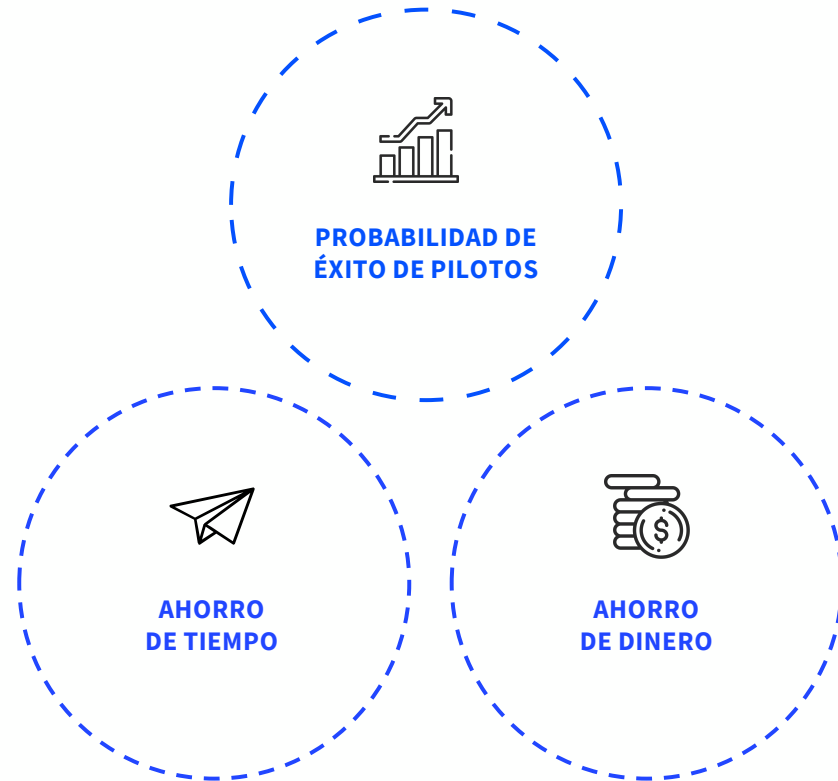 PROBABILIDAD DE
ÉXITO DE PILOTOS
AHORRO
DE TIEMPO
$
AHORRO
DE DINERO